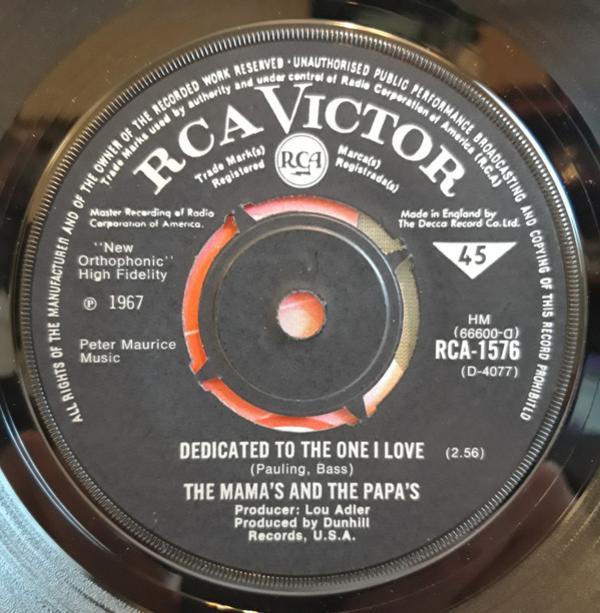 ALL RIGHTS OF THE MANUFACTURER AND OF THE OWNER OF THE RECORDED WORK RESERVED · UNAUTHORISED PUBLIC PERFORMANCE BROADCASTING AND COPYING OF THIS RECORD PROHIBITED
Trade Marks used by authority and under control of Radio Corporation of America (RCA)
RCA VICTOR
Trade Mark(s)
Registered
RCA
Marca(s)
Registrada(s)
Master Recording of Radio
Corporation of America.
Made in England by
The Decca Record Co. Ltd.
"New
Orthophonic"
High Fidelity
45
℗ 1967
HM
(66600-a)
RCA-1576
(D-4077)
Peter Maurice
Music
DEDICATED TO THE ONE I LOVE (2.56)
(Pauling, Bass)
THE MAMA'S AND THE PAPA'S
Producer: Lou Adler
Produced by Dunhill
Records, U.S.A.